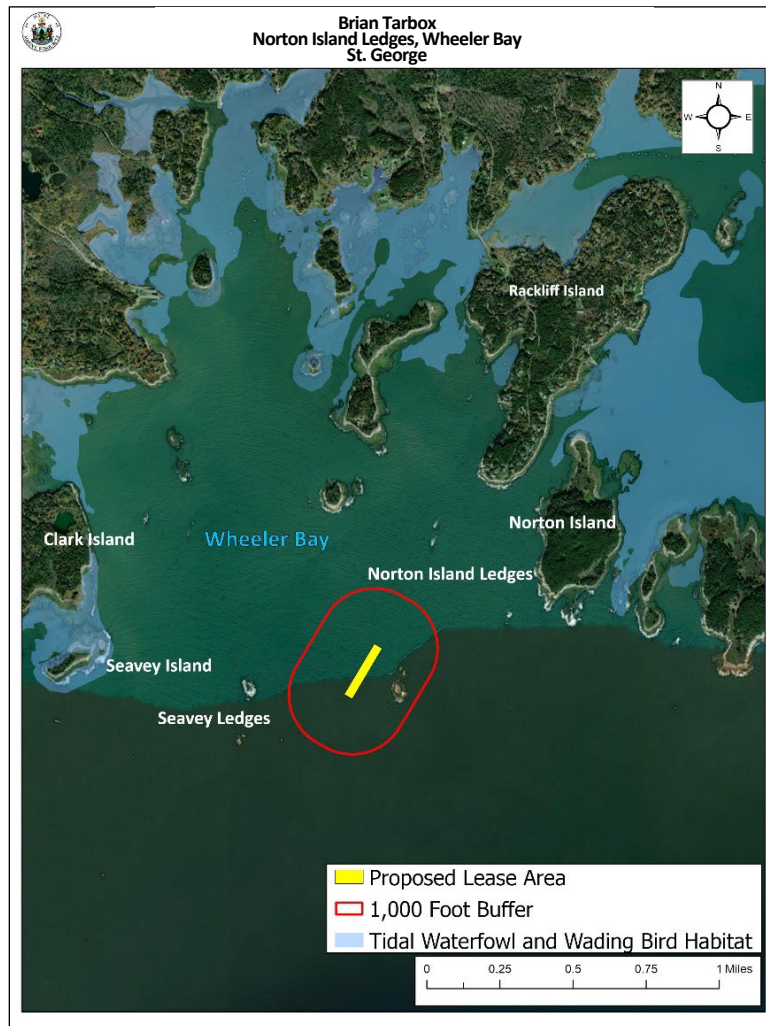 Brian Tarbox
Norton Island Ledges, Wheeler Bay
St. George
N
W E
S
Rackliff Island
Clark Island
Wheeler Bay
Norton Island
Norton Island Ledges
Seavey Island
Seavey Ledges
Proposed Lease Area
1,000 Foot Buffer
Tidal Waterfowl and Wading Bird Habitat
0 0.25 0.5 0.75 1 Miles